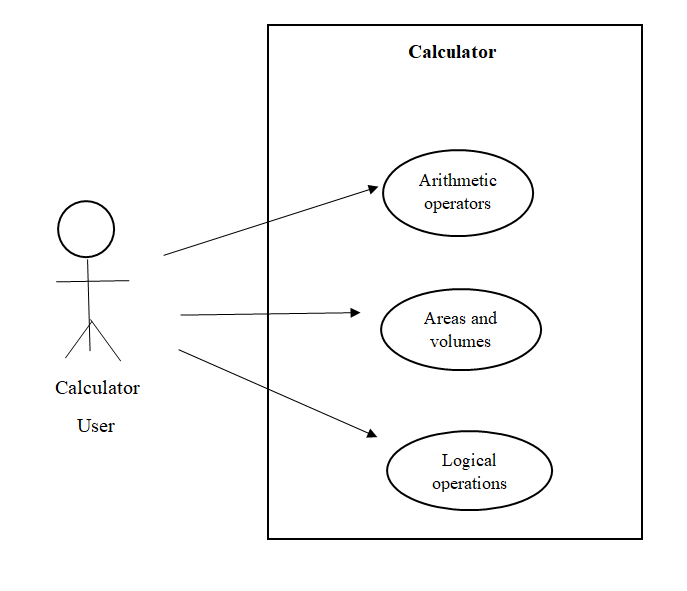 Calculator
Arithmetic
operators
Areas and
volumes
Calculator
User
Logical
operations